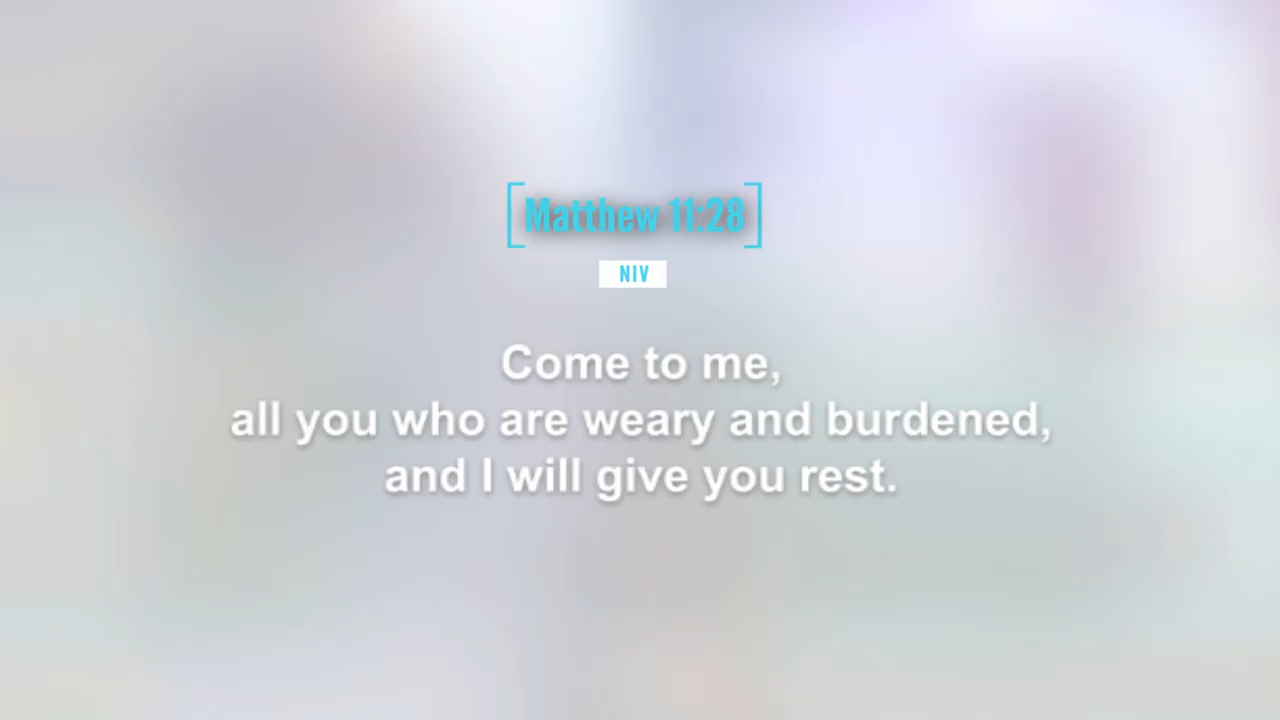 [Matthew 11:28]
NIV
Come to me,
all you who are weary and burdened,
and I will give you rest.